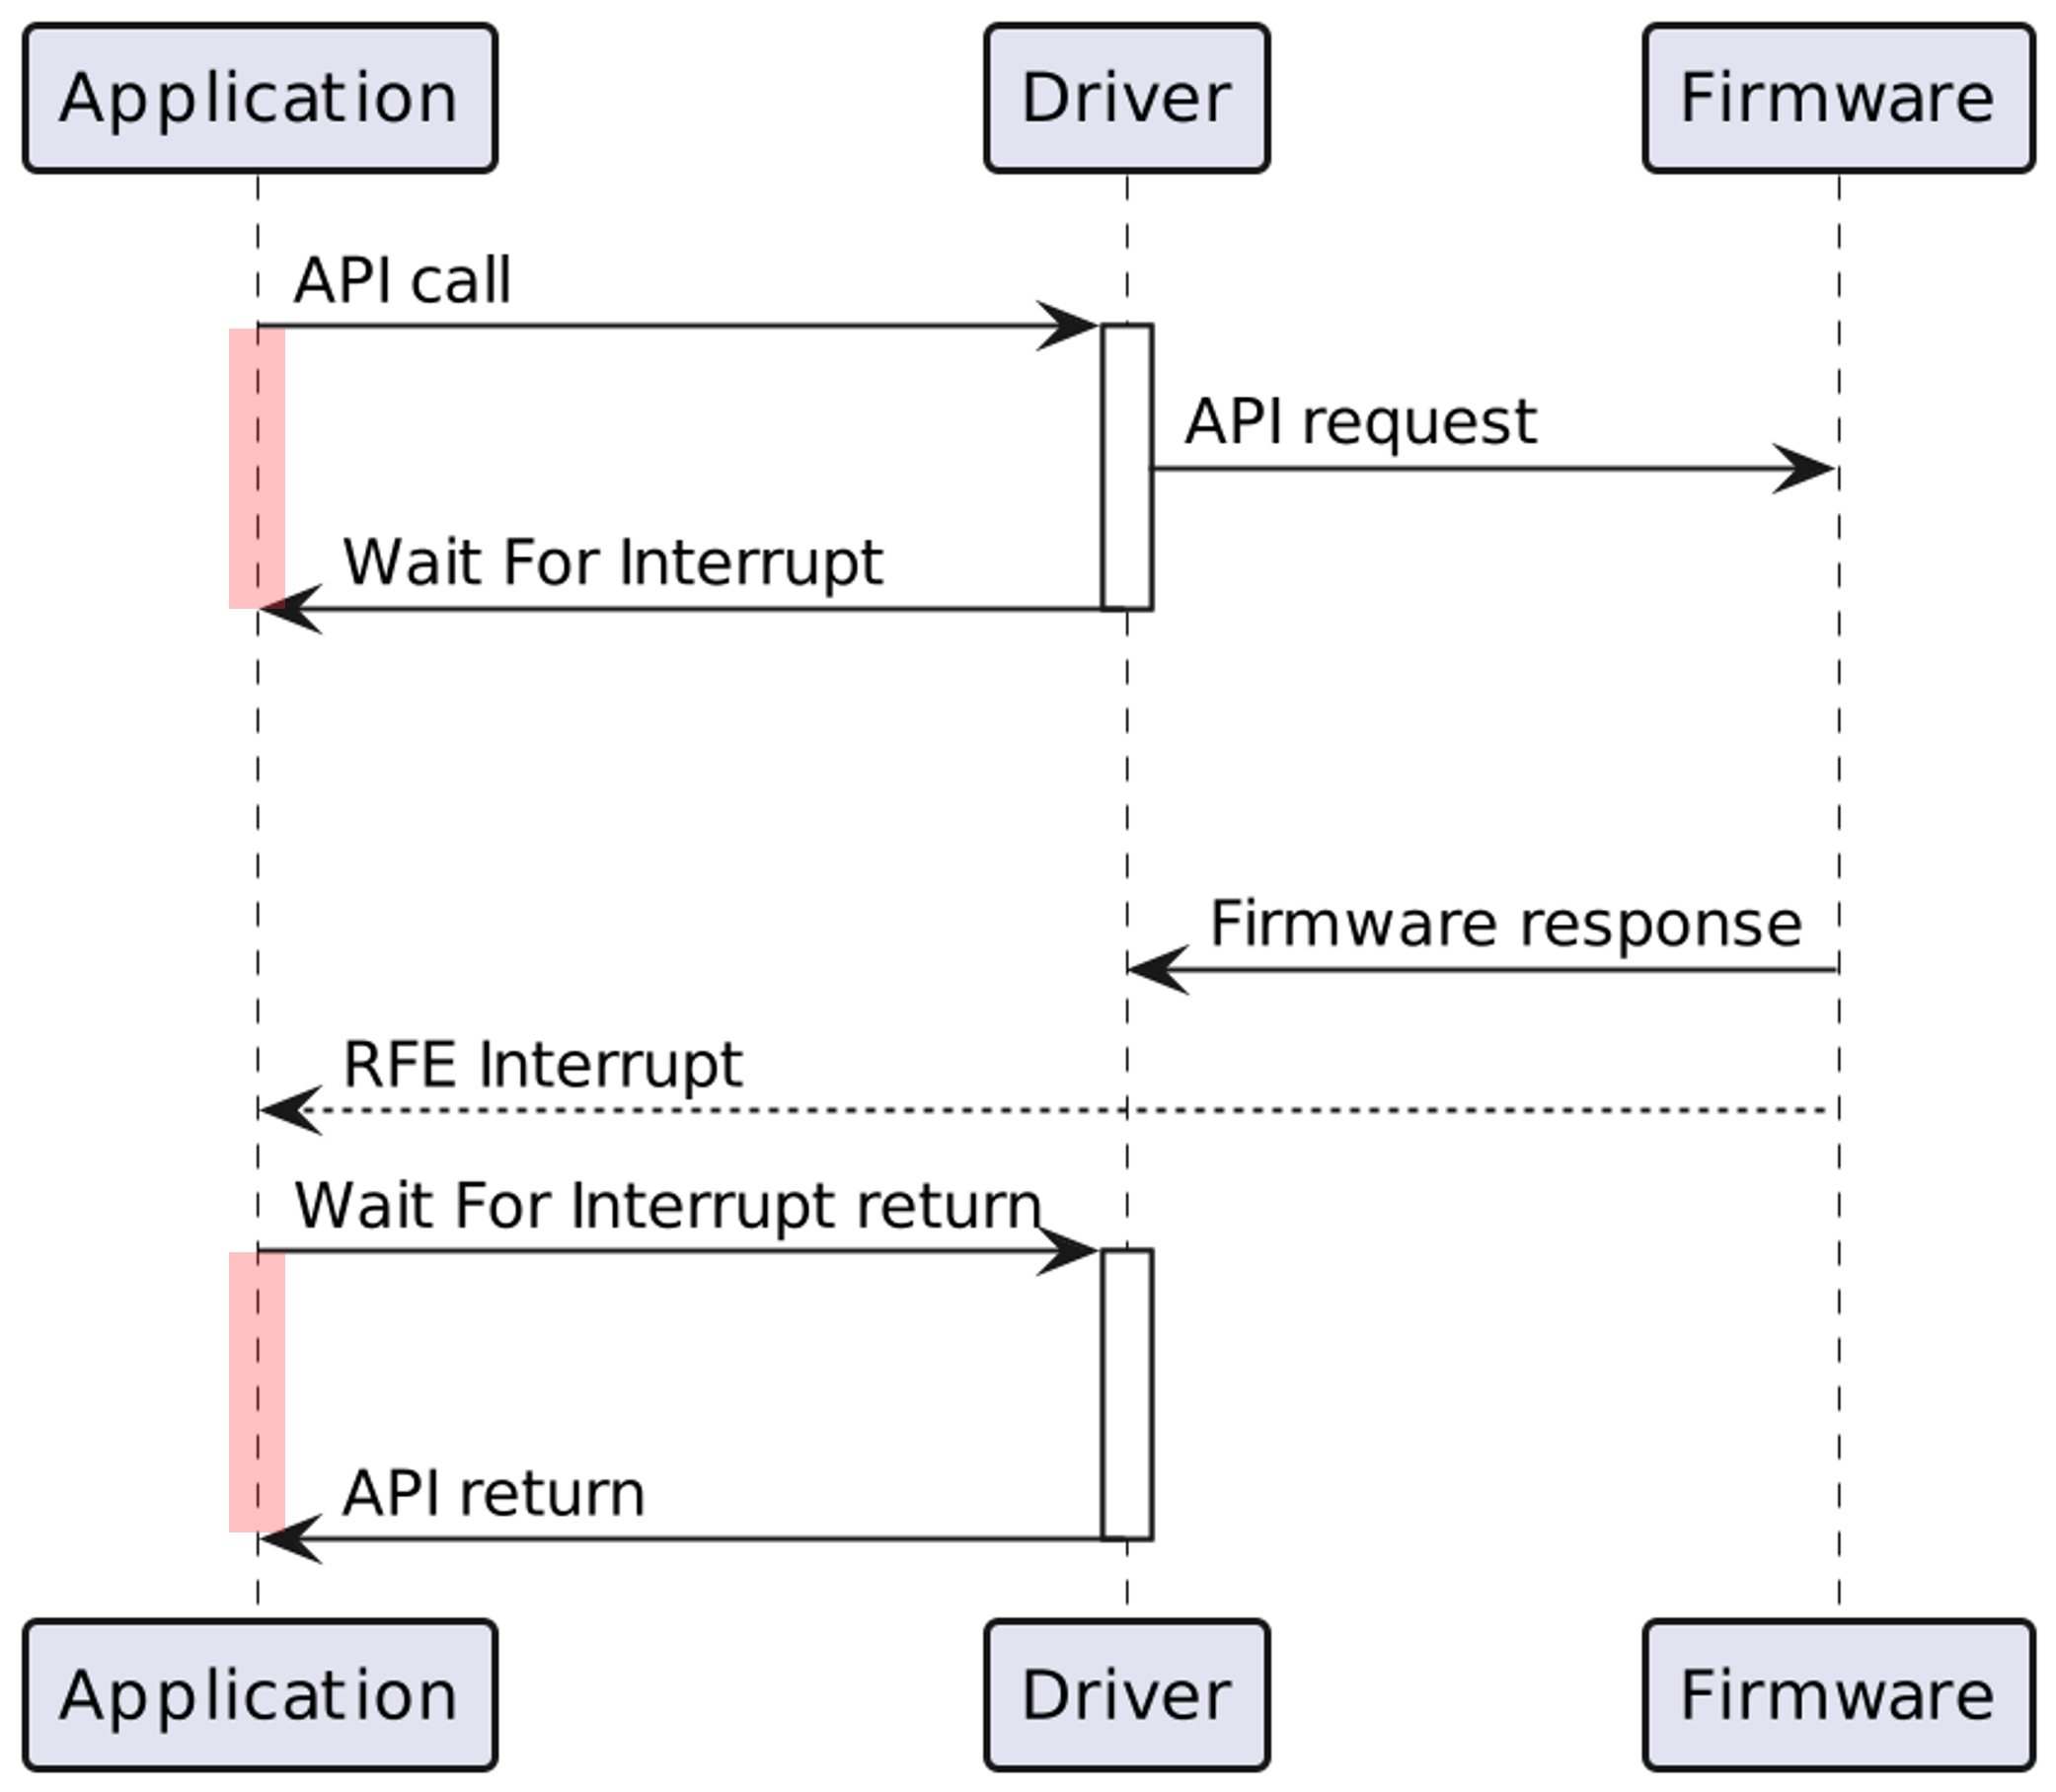 Application
Driver
Firmware
API call
API request
Wait For Interrupt
Firmware response
RFE Interrupt
Wait For Interrupt return
API return
Application
Driver
Firmware